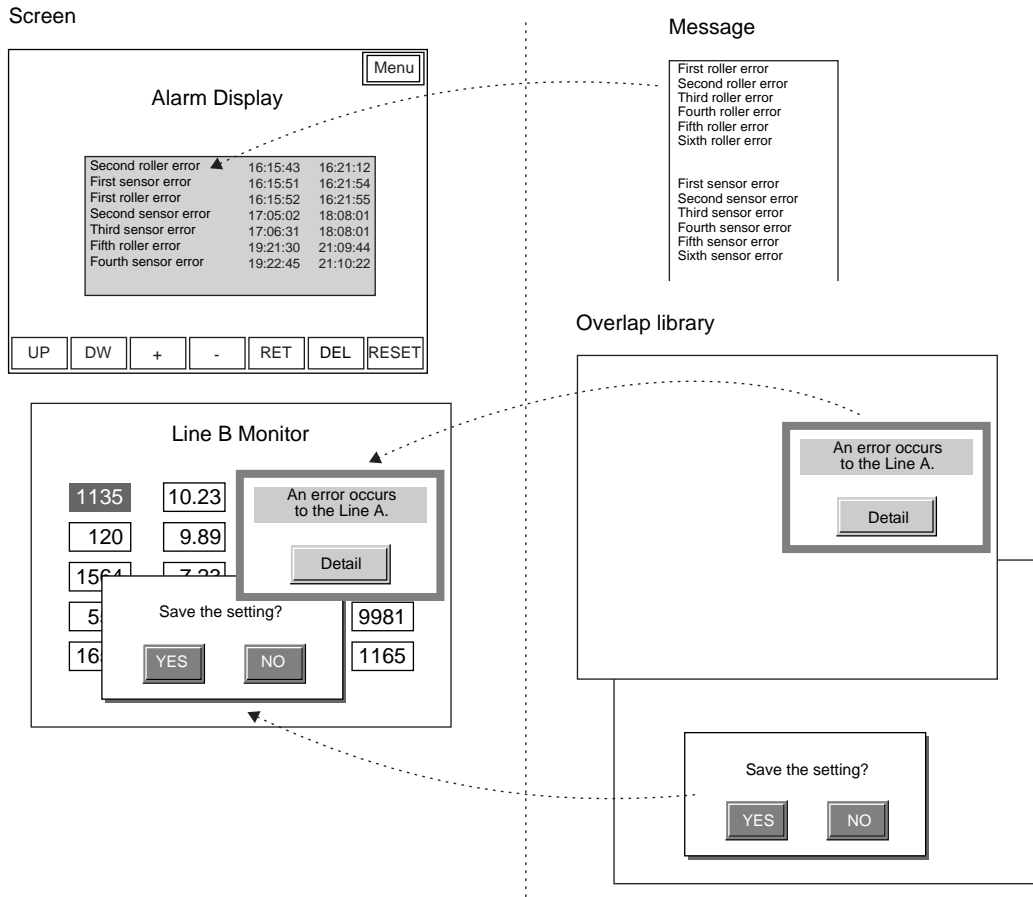 Screen
Menu
Alarm Display
Second roller error 16:15:43 16:21:12
First sensor error 16:15:51 16:21:54
First roller error 16:15:52 16:21:55
Second sensor error 17:05:02 18:08:01
Third sensor error 17:06:31 18:08:01
Fifth roller error 19:21:30 21:09:44
Fourth sensor error 19:22:45 21:10:22
UP DW + - RET DEL RESET
Line B Monitor
1135 10.23
120 9.89
An error occurs
to the Line A.
Detail
9981
1165
Save the setting?
YES NO
Message
First roller error
Second roller error
Third roller error
Fourth roller error
Fifth roller error
Sixth roller error
First sensor error
Second sensor error
Third sensor error
Fourth sensor error
Fifth sensor error
Sixth sensor error
Overlap library
An error occurs
to the Line A.
Detail
Save the setting?
YES NO